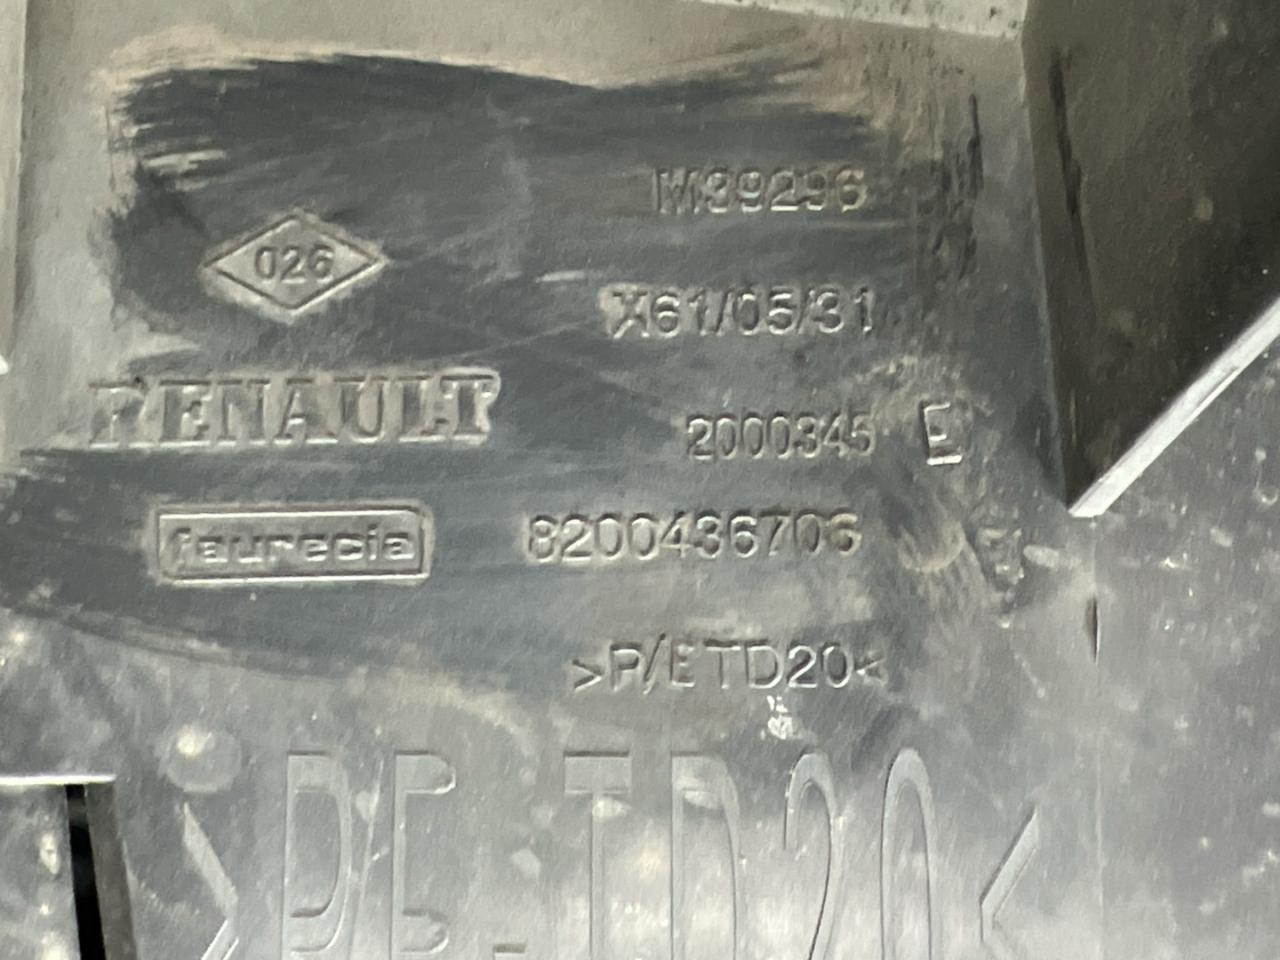 M39296
026
X61/05/31
RENAULT
2000345 E
faurecia 8200436706
>P/E TD20<
>PE-TD20<